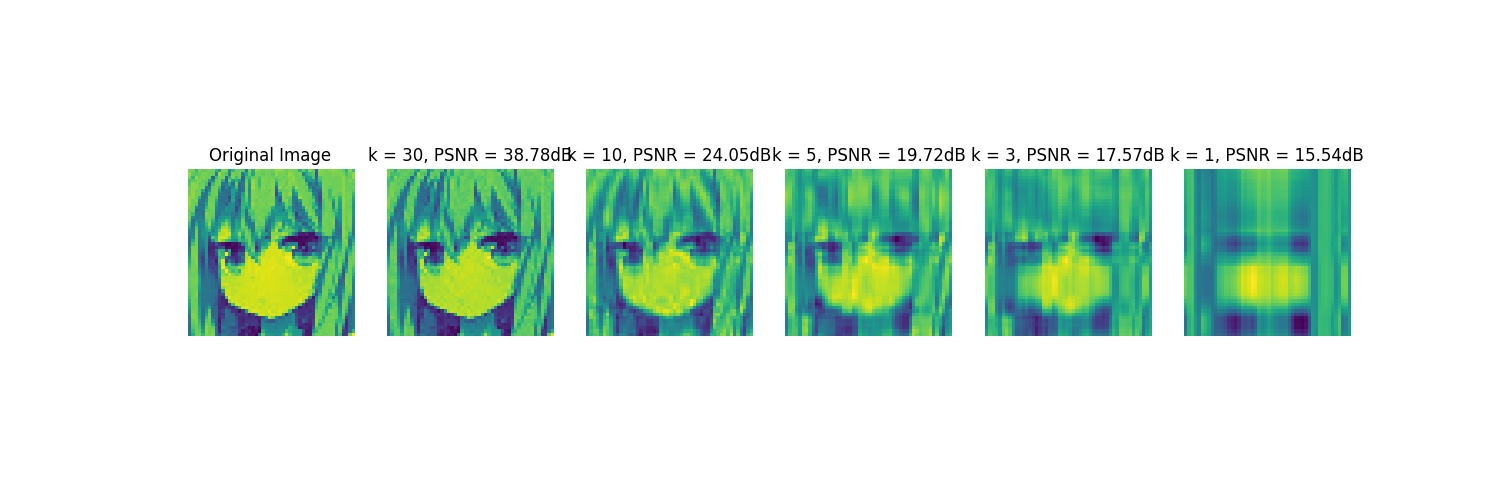 Original Image
k = 30, PSNR = 38.78dB
k = 10, PSNR = 24.05dB
k = 5, PSNR = 19.72dB
k = 3, PSNR = 17.57dB
k = 1, PSNR = 15.54dB